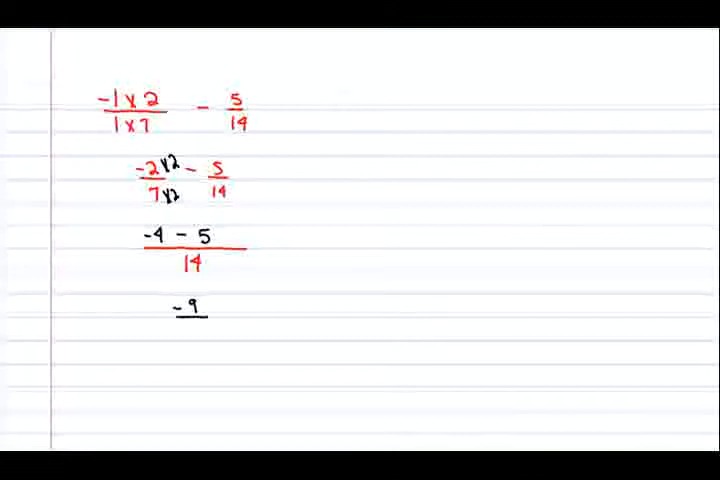 -1 x 2 - 5
1 x 7 14
-2 x2 - 5
7 x2 14
-4 - 5
14
-9